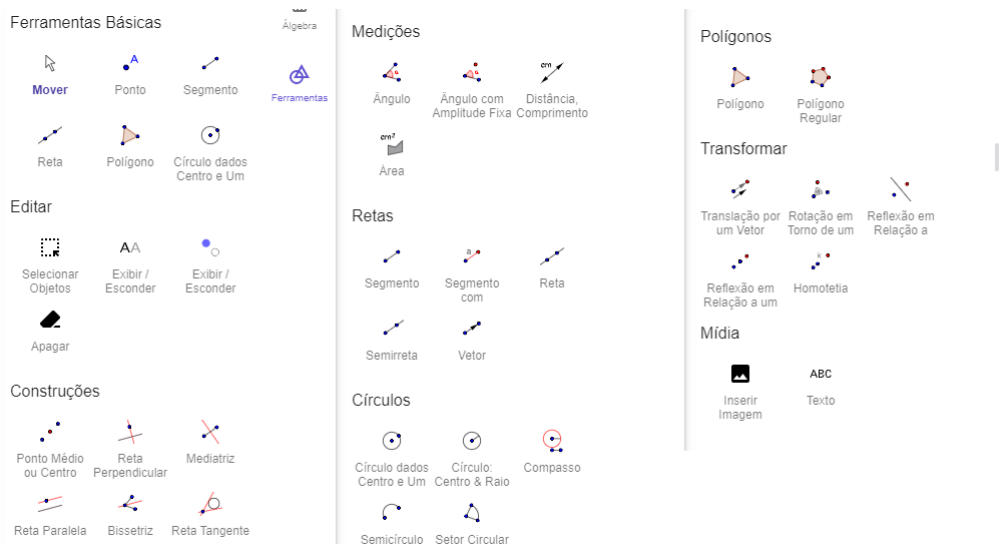 Ferramentas Básicas
Mover
Ponto
Segmento
Reta
Polígono
Círculo dados
Centro e Um
Editar
Selecionar
Objetos
Exibir /
Esconder
Exibir /
Esconder
Apagar
Construções
Ponto Médio
ou Centro
Reta
Perpendicular
Mediatriz
Reta Paralela
Bissetriz
Reta Tangente
Álgebra
Ferramentas
Medições
Ângulo
Ângulo com
Amplitude Fixa
Distância,
Comprimento
Área
Retas
Segmento
Segmento
com
Reta
Semirreta
Vetor
Círculos
Círculo dados
Centro e Um
Círculo:
Centro & Raio
Compasso
Semicírculo
Setor Circular
Polígonos
Polígono
Polígono
Regular
Transformar
Translação por
um Vetor
Rotação em
Torno de um
Reflexão em
Relação a
Reflexão em
Relação a um
Homotetia
Mídia
Inserir
Imagem
ABC
Texto
A
AA
cm
cm²
a